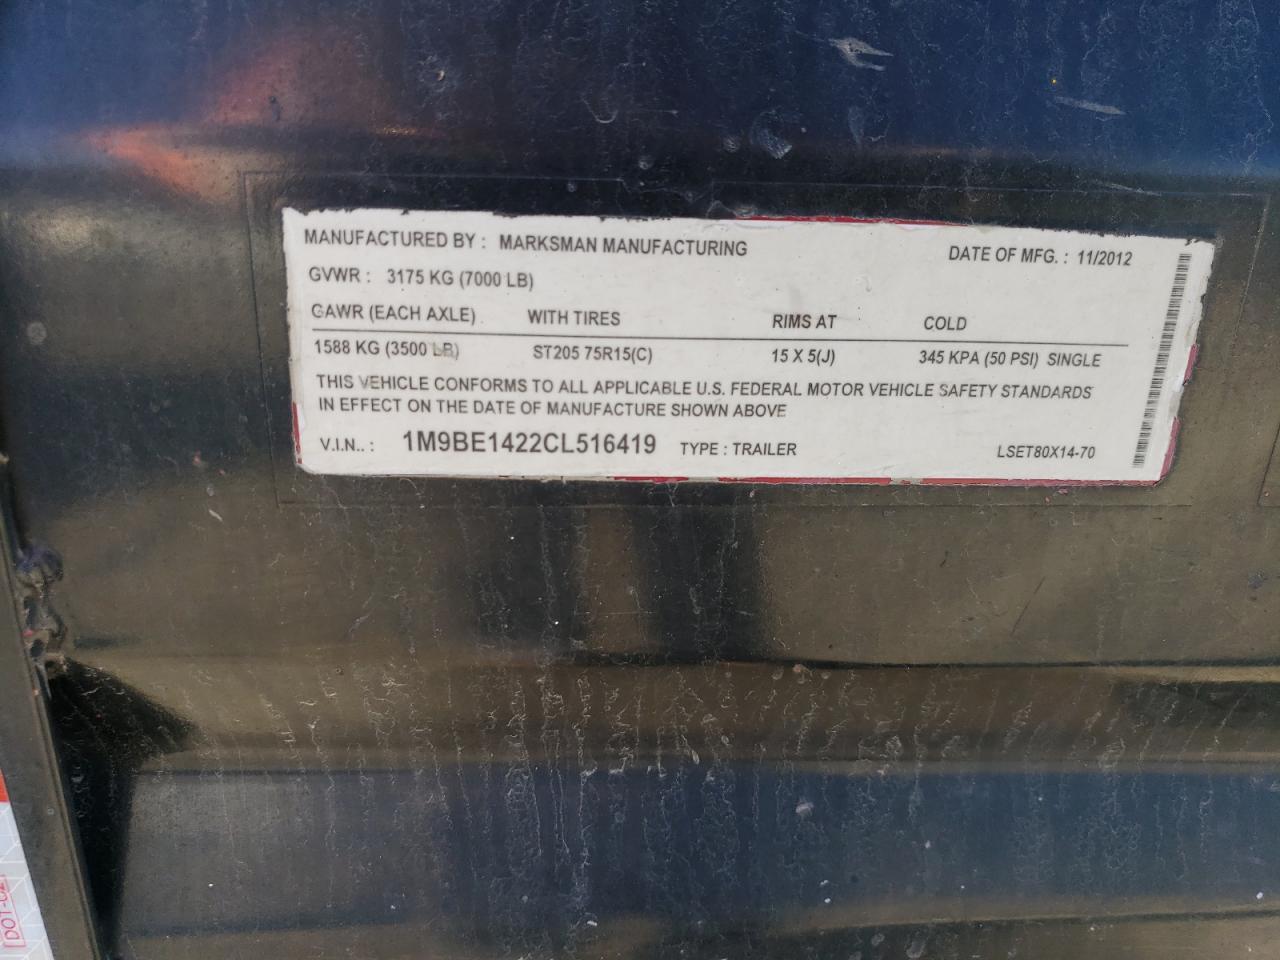 MANUFACTURED BY : MARKSMAN MANUFACTURING DATE OF MFG. : 11/2012
GVWR : 3175 KG (7000 LB)
GAWR (EACH AXLE) WITH TIRES RIMS AT COLD
1588 KG (3500 LB) ST205 75R15(C) 15 X 5(J) 345 KPA (50 PSI) SINGLE
THIS VEHICLE CONFORMS TO ALL APPLICABLE U.S. FEDERAL MOTOR VEHICLE SAFETY STANDARDS
IN EFFECT ON THE DATE OF MANUFACTURE SHOWN ABOVE
V.I.N.. : 1M9BE1422CL516419 TYPE : TRAILER LSET80X14-70
DOT-C2